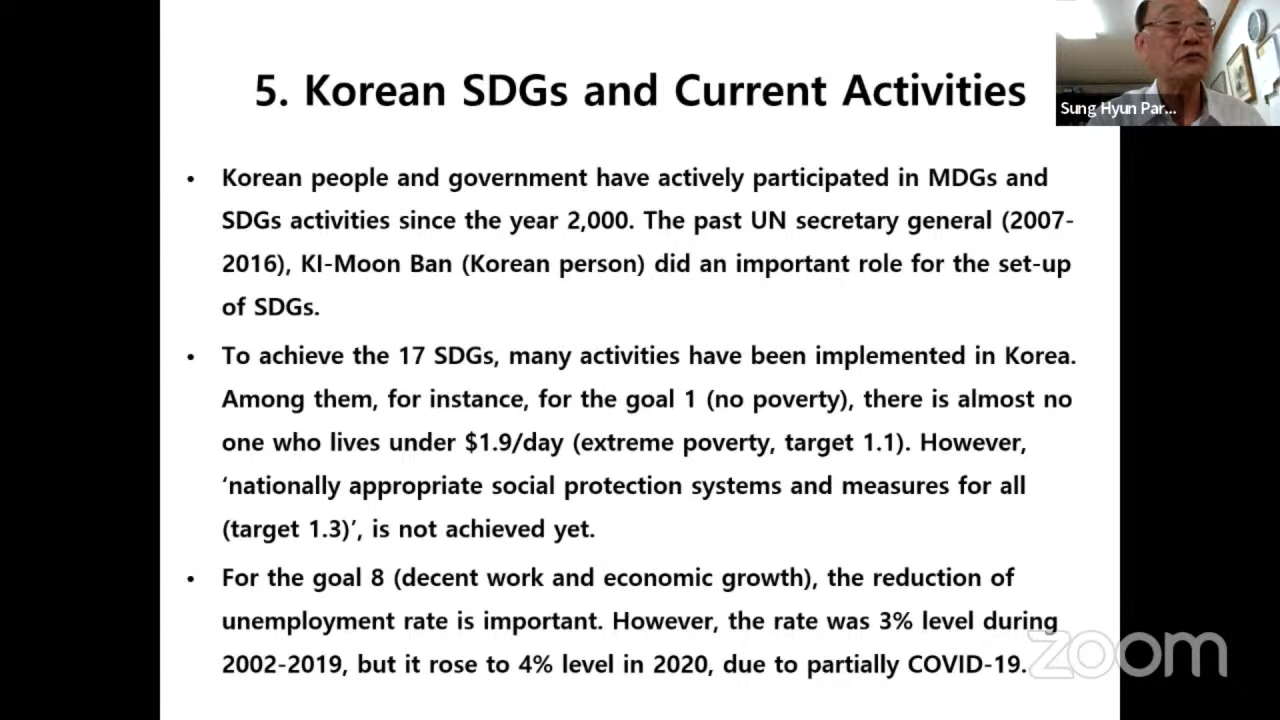 5. Korean SDGs and Current Activities
Sung Hyun Par...
• Korean people and government have actively participated in MDGs and
SDGs activities since the year 2,000. The past UN secretary general (2007-
2016), KI-Moon Ban (Korean person) did an important role for the set-up
of SDGs.
• To achieve the 17 SDGs, many activities have been implemented in Korea.
Among them, for instance, for the goal 1 (no poverty), there is almost no
one who lives under $1.9/day (extreme poverty, target 1.1). However,
‘nationally appropriate social protection systems and measures for all
(target 1.3)’, is not achieved yet.
• For the goal 8 (decent work and economic growth), the reduction of
unemployment rate is important. However, the rate was 3% level during
2002-2019, but it rose to 4% level in 2020, due to partially COVID-19.
zoom